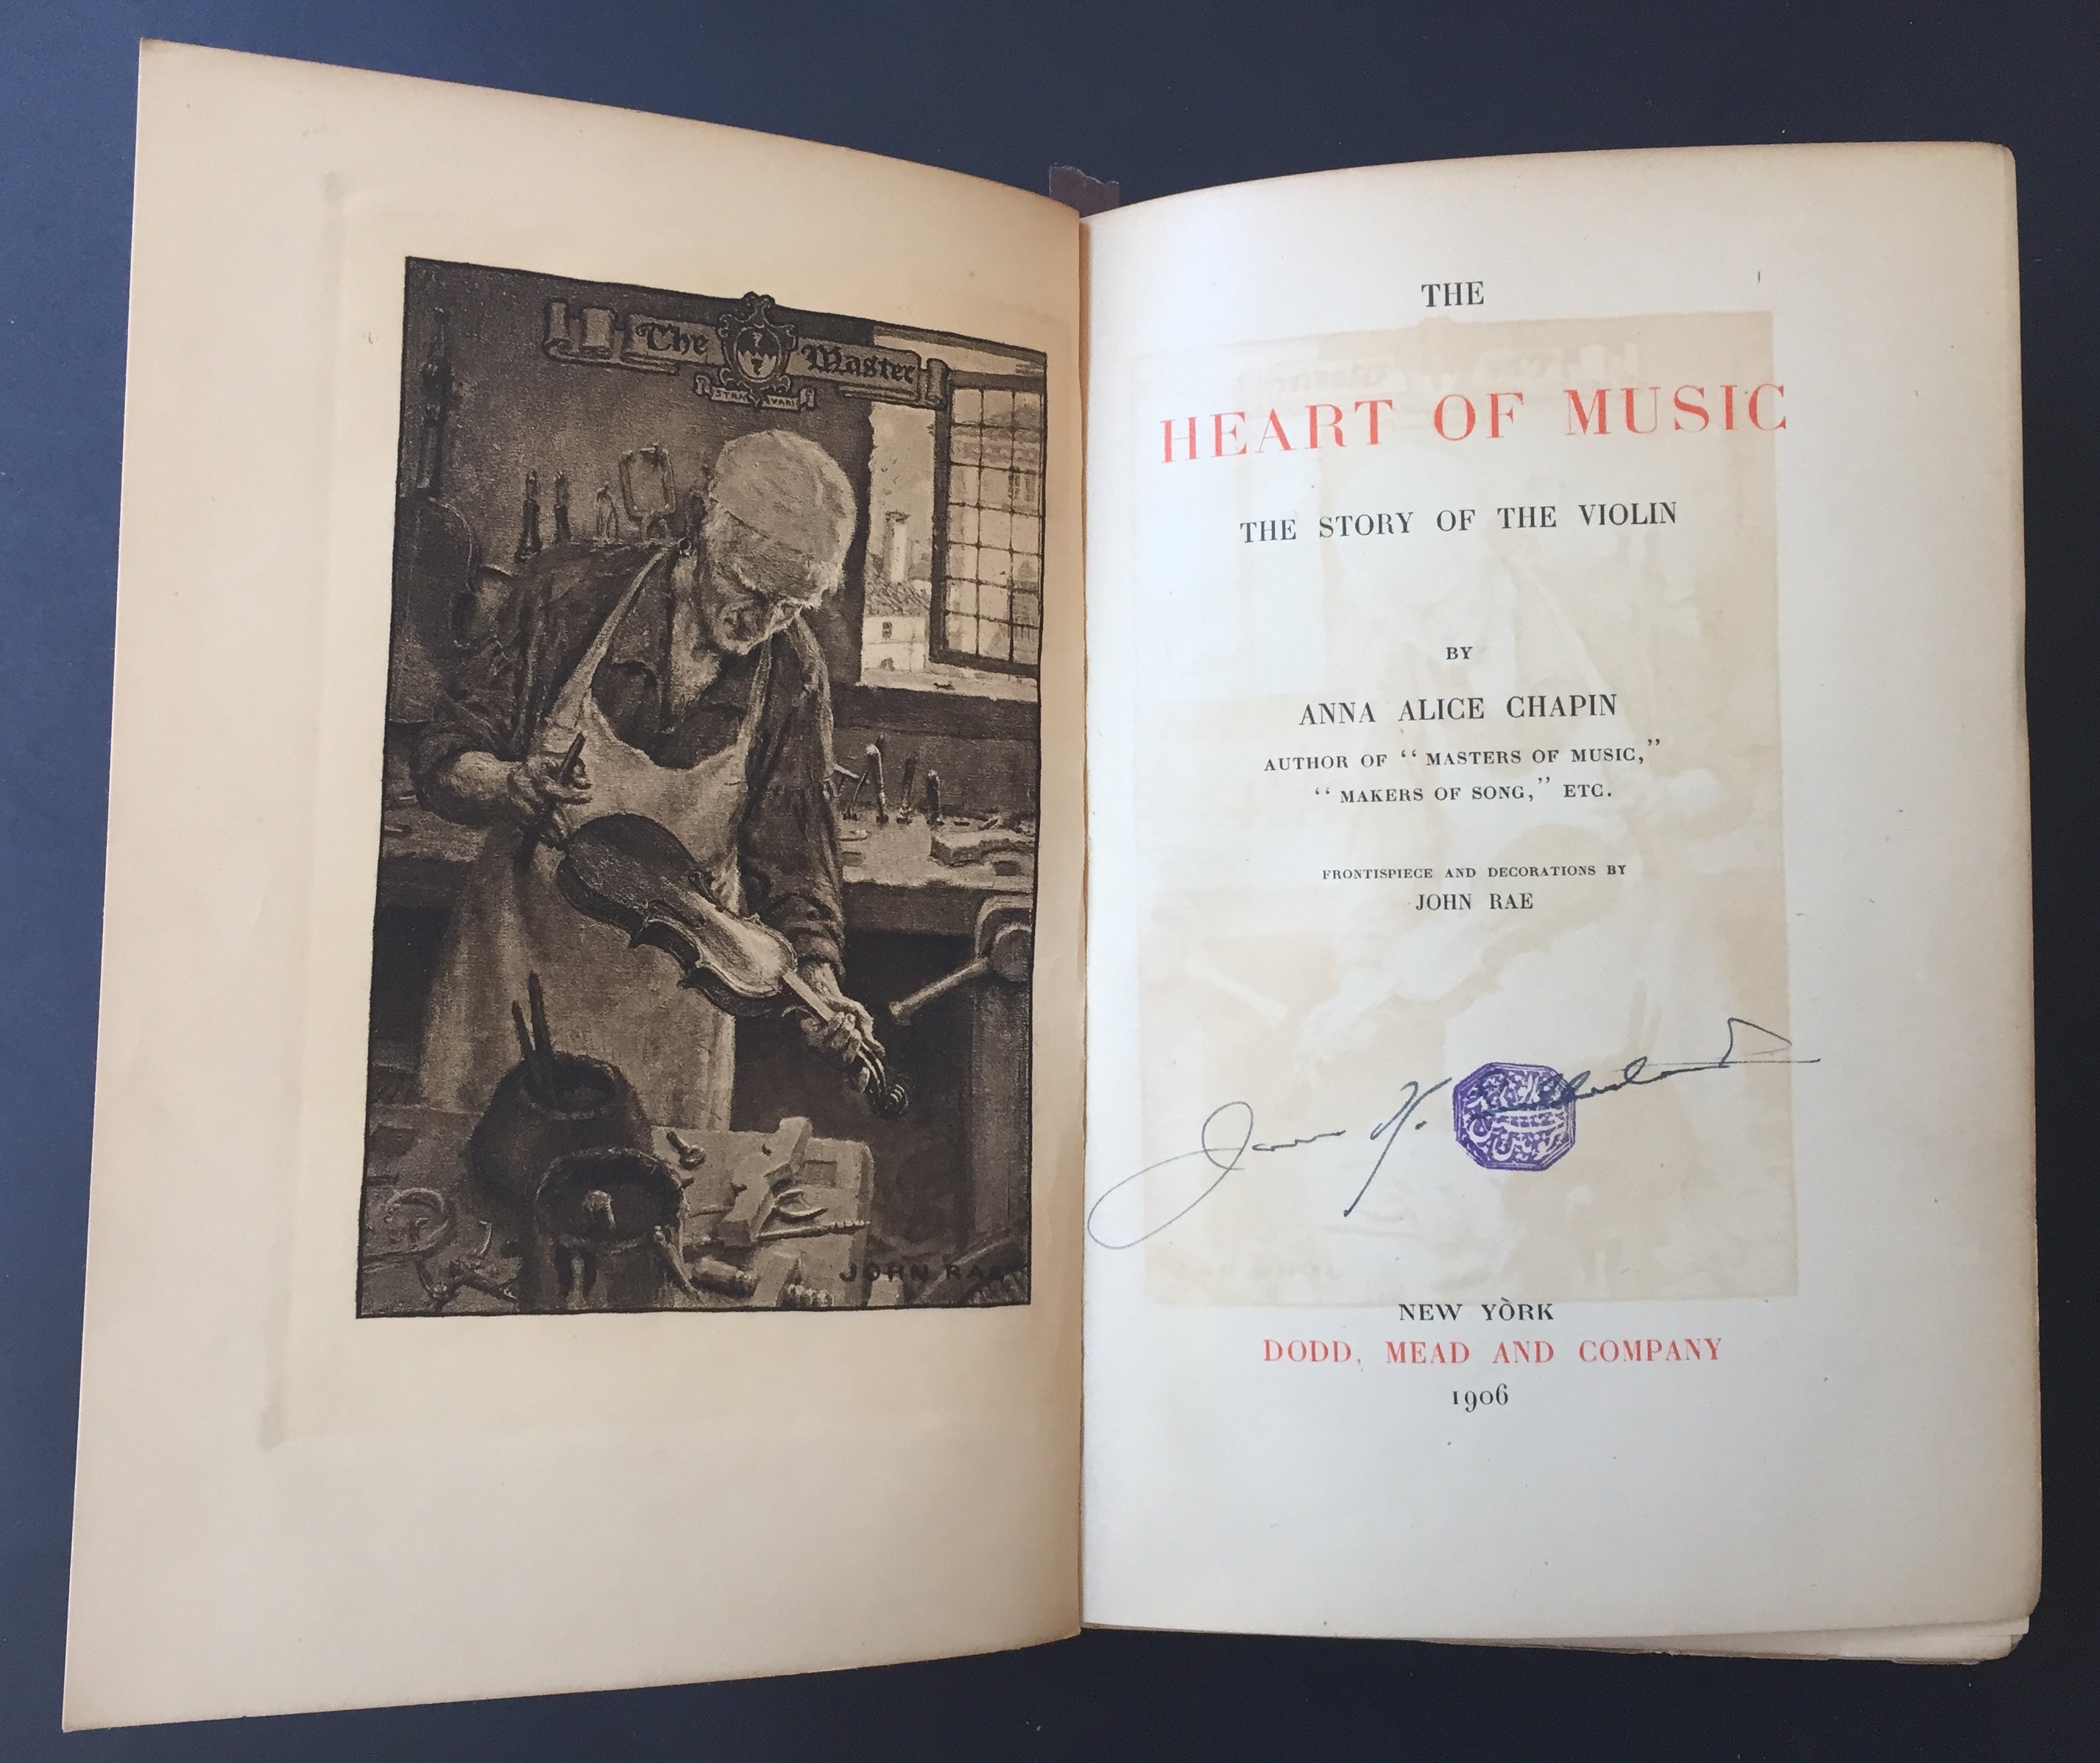 The Master
JOHN RAE
THE
HEART OF MUSIC
THE STORY OF THE VIOLIN
BY
ANNA ALICE CHAPIN
AUTHOR OF “ MASTERS OF MUSIC,”
“ MAKERS OF SONG,” ETC.
FRONTISPIECE AND DECORATIONS BY
JOHN RAE
NEW YORK
DODD, MEAD AND COMPANY
1906